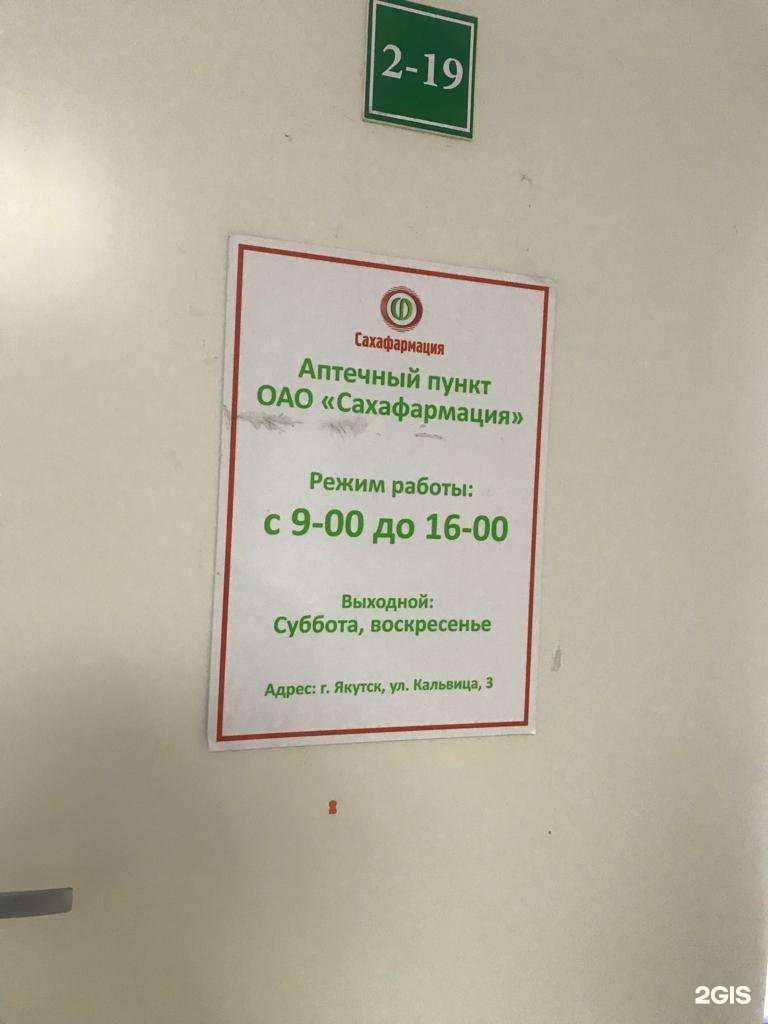 2-19
Сахафармация
Аптечный пункт
ОАО «Сахафармация»
Режим работы:
с 9-00 до 16-00
Выходной:
Суббота, воскресенье
Адрес: г. Якутск, ул. Кальвица, 3
2GIS